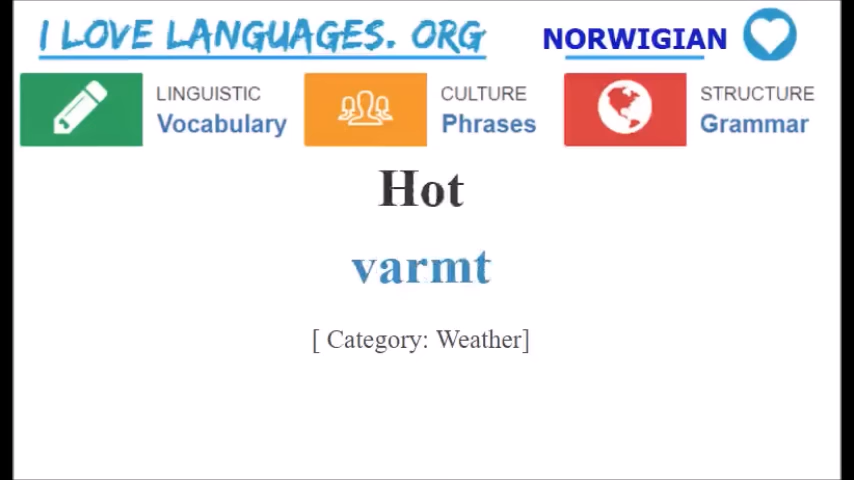 I LOVE LANGUAGES. ORG
NORWIGIAN
LINGUISTIC
Vocabulary
CULTURE
Phrases
STRUCTURE
Grammar
Hot
varmt
[ Category: Weather]